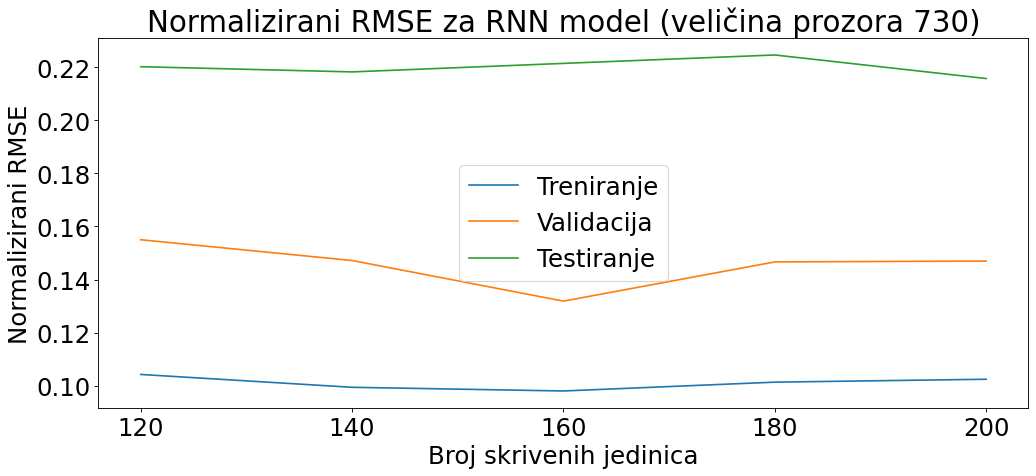 Normalizirani RMSE za RNN model (veličina prozora 730)
Normalizirani RMSE
0.22
0.20
0.18
0.16
0.14
0.12
0.10
Treniranje
Validacija
Testiranje
120 140 160 180 200
Broj skrivenih jedinica